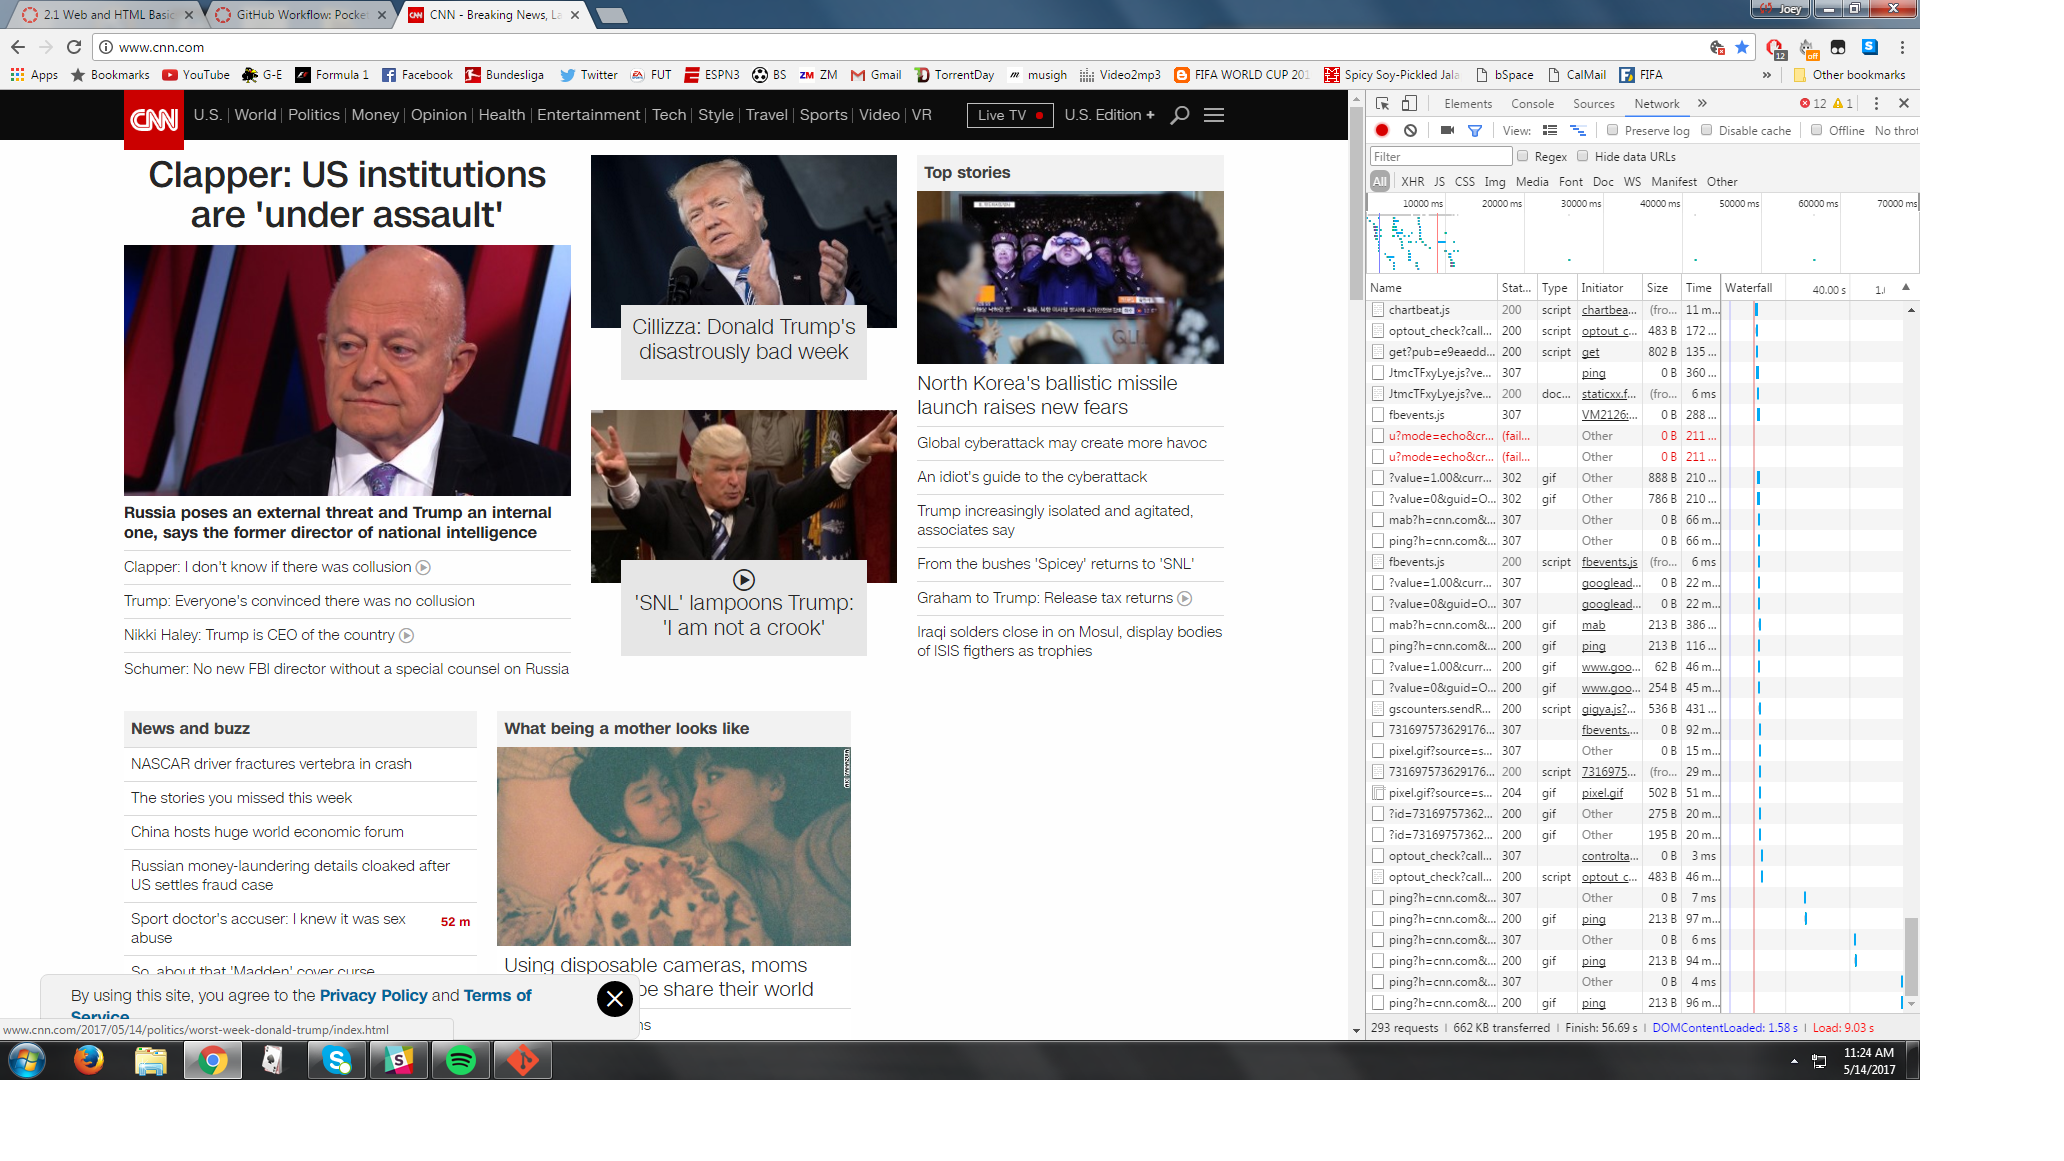 2.1 Web and HTML Basic
GitHub Workflow: Pocke
CNN - Breaking News, La
Joey
www.cnn.com
12
off
Apps
Bookmarks
YouTube
G-E
Formula 1
Facebook
Bundesliga
Twitter
FUT
ESPN3
BS
ZM
Gmail
TorrentDay
musigh
Video2mp3
FIFA WORLD CUP 201
Spicy Soy-Pickled Jala
bSpace
CalMail
FIFA
»
Other bookmarks
CNN
U.S.
World
Politics
Money
Opinion
Health
Entertainment
Tech
Style
Travel
Sports
Video
VR
Live TV
U.S. Edition +
Clapper: US institutions
are 'under assault'
Russia poses an external threat and Trump an internal
one, says the former director of national intelligence
Clapper: I don't know if there was collusion
Trump: Everyone's convinced there was no collusion
Nikki Haley: Trump is CEO of the country
Schumer: No new FBI director without a special counsel on Russia
Cillizza: Donald Trump's
disastrously bad week
'SNL' lampoons Trump:
'I am not a crook'
Top stories
North Korea's ballistic missile
launch raises new fears
Global cyberattack may create more havoc
An idiot's guide to the cyberattack
Trump increasingly isolated and agitated,
associates say
From the bushes 'Spicey' returns to 'SNL'
Graham to Trump: Release tax returns
Iraqi solders close in on Mosul, display bodies
of ISIS figthers as trophies
News and buzz
NASCAR driver fractures vertebra in crash
The stories you missed this week
China hosts huge world economic forum
Russian money-laundering details cloaked after
US settles fraud case
Sport doctor's accuser: I knew it was sex
abuse
52 m
So, about that 'Madden' cover curse
What being a mother looks like
Using disposable cameras, moms
be share their world
ns
By using this site, you agree to the Privacy Policy and Terms of
Service
www.cnn.com/2017/05/14/politics/worst-week-donald-trump/index.html
Elements
Console
Sources
Network
»
12
1
View:
Preserve log
Disable cache
Offline
No throt
Filter
Regex
Hide data URLs
All
XHR
JS
CSS
Img
Media
Font
Doc
WS
Manifest
Other
10000 ms
20000 ms
30000 ms
40000 ms
50000 ms
60000 ms
70000 ms
Name Stat... Type Initiator Size Time Waterfall 40.00 s 1.
chartbeat.js 200 script chartbea... (fro... 11 m...
optout_check?call... 200 script optout_c... 483 B 172 ...
get?pub=e9eaedd... 200 script get 802 B 135 ...
JtmcTFxyLye.js?ve... 307 ping 0 B 360 ...
JtmcTFxyLye.js?ve... 200 doc... staticxx.f... (fro... 6 ms
fbevents.js 307 VM2126:... 0 B 288 ...
u?mode=echo&cr... (fail... Other 0 B 211 ...
u?mode=echo&cr... (fail... Other 0 B 211 ...
?value=1.00&curr... 302 gif Other 888 B 210 ...
?value=0&guid=O... 302 gif Other 786 B 210 ...
mab?h=cnn.com&... 307 Other 0 B 66 m...
ping?h=cnn.com&... 307 Other 0 B 66 m...
fbevents.js 200 script fbevents.js (fro... 6 ms
?value=1.00&curr... 307 googlead... 0 B 22 m...
?value=0&guid=O... 307 googlead... 0 B 22 m...
mab?h=cnn.com&... 200 gif mab 213 B 386 ...
ping?h=cnn.com&... 200 gif ping 213 B 116 ...
?value=1.00&curr... 200 gif www.goo... 62 B 46 m...
?value=0&guid=O... 200 gif www.goo... 254 B 45 m...
gscounters.sendR... 200 script gigya.js?... 536 B 431 ...
731697573629176... 307 fbevents.... 0 B 92 m...
pixel.gif?source=s... 307 Other 0 B 15 m...
731697573629176... 200 script 7316975... (fro... 29 m...
pixel.gif?source=s... 204 gif pixel.gif 502 B 51 m...
?id=73169757362... 200 gif Other 275 B 20 m...
?id=73169757362... 200 gif Other 195 B 20 m...
optout_check?call... 307 controlta... 0 B 3 ms
optout_check?call... 200 script optout_c... 483 B 46 m...
ping?h=cnn.com&... 307 Other 0 B 7 ms
ping?h=cnn.com&... 200 gif ping 213 B 97 m...
ping?h=cnn.com&... 307 Other 0 B 6 ms
ping?h=cnn.com&... 200 gif ping 213 B 94 m...
ping?h=cnn.com&... 307 Other 0 B 4 ms
ping?h=cnn.com&... 200 gif ping 213 B 96 m...
293 requests | 662 KB transferred | Finish: 56.69 s | DOMContentLoaded: 1.58 s | Load: 9.03 s
11:24 AM
5/14/2017